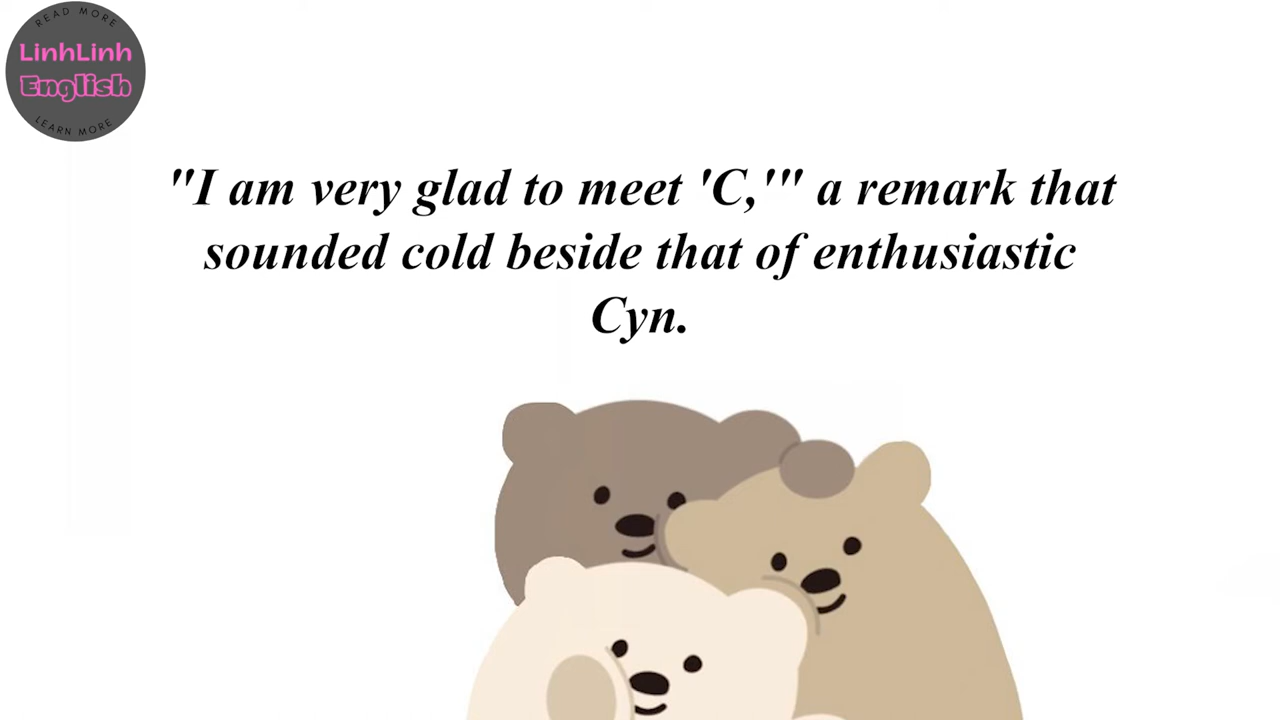 READ MORE
LinhLinh
English
LEARN MORE
"I am very glad to meet 'C,'" a remark that
sounded cold beside that of enthusiastic
Cyn.